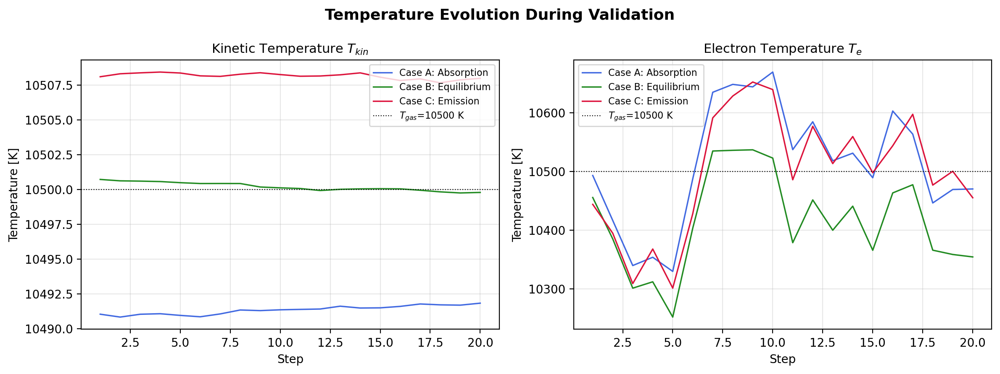 Temperature Evolution During Validation
Kinetic Temperature T_kin
Temperature [K]
10507.5
10505.0
10502.5
10500.0
10497.5
10495.0
10492.5
10490.0
2.5 5.0 7.5 10.0 12.5 15.0 17.5 20.0
Step
Case A: Absorption
Case B: Equilibrium
Case C: Emission
T_gas=10500 K
Electron Temperature T_e
Temperature [K]
10600
10500
10400
10300
2.5 5.0 7.5 10.0 12.5 15.0 17.5 20.0
Step
Case A: Absorption
Case B: Equilibrium
Case C: Emission
T_gas=10500 K